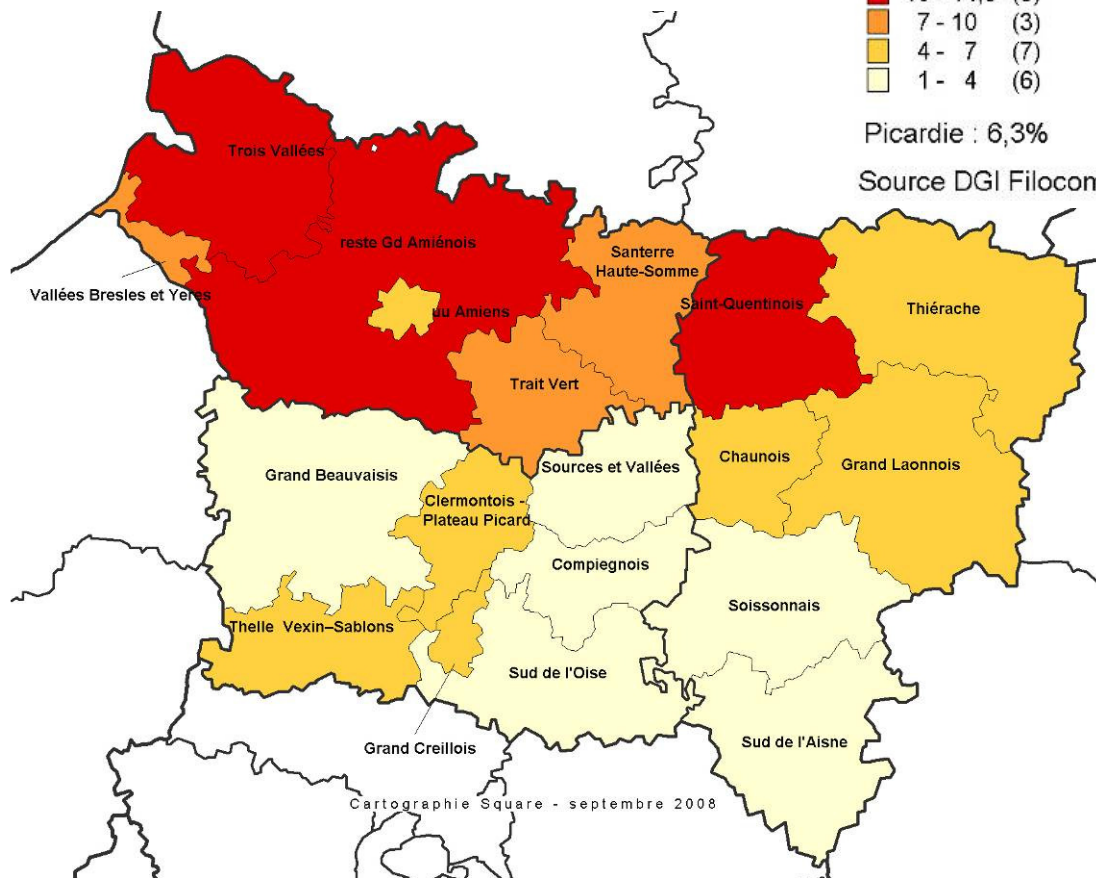 7 - 10 (3)
4 - 7 (7)
1 - 4 (6)
Picardie : 6,3%
Source DGI Filocom
Trois Vallées
reste Gd Amiénois
Santerre
Haute-Somme
Vallées Bresles et Yeres
uu Amiens
Saint-Quentinois
Thiérache
Trait Vert
Grand Beauvaisis
Sources et Vallées
Chaunois
Grand Laonnois
Clermontois -
Plateau Picard
Compiegnois
Soissonnais
Thelle Vexin–Sablons
Sud de l'Oise
Grand Creillois
Sud de l'Aisne
Cartographie Square - septembre 2008